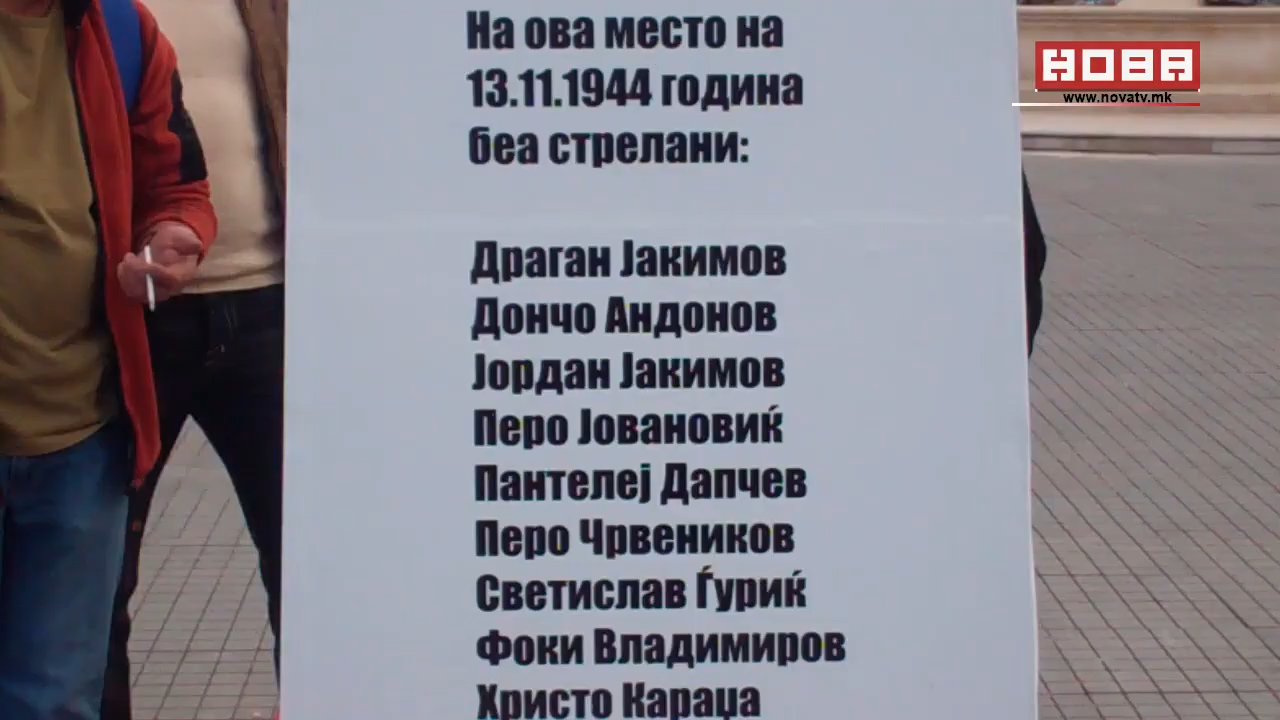 На ова место на
13.11.1944 година
беа стрелани:
Драган Јакимов
Дончо Андонов
Јордан Јакимов
Перо Јовановиќ
Пантелеј Дапчев
Перо Чрвеников
Светислав Ѓуриќ
Фоки Владимиров
Христо Караџа
НОВА
www.novatv.mk